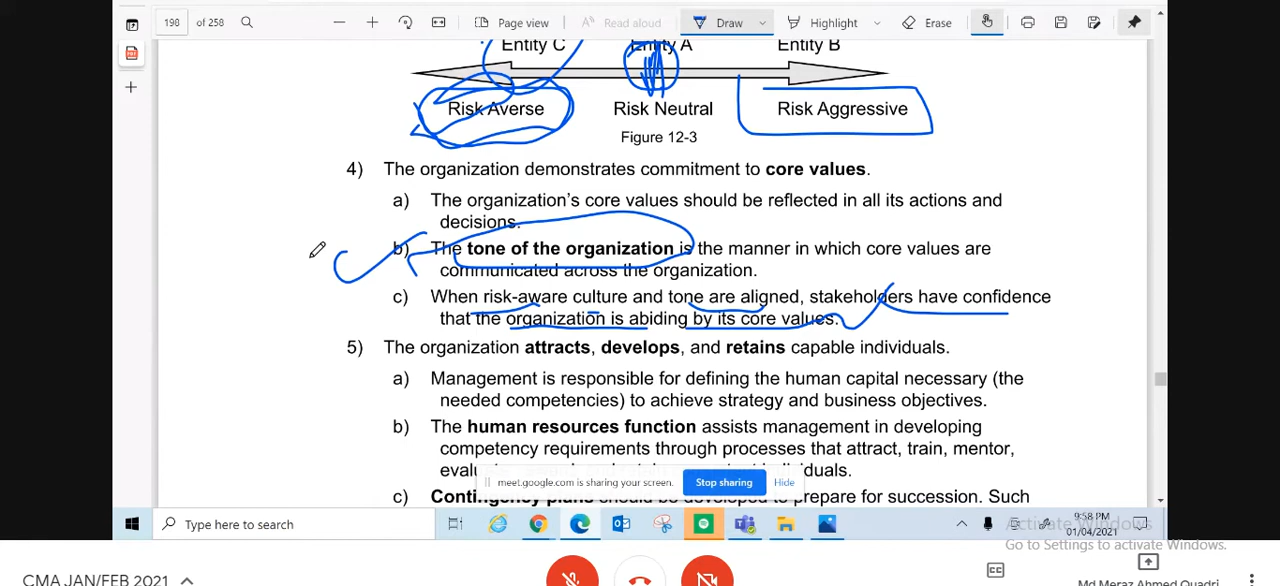 198 of 258 Page view Read aloud Draw Highlight Erase
Entity C Entity A Entity B
Risk Averse Risk Neutral Risk Aggressive
Figure 12-3
4) The organization demonstrates commitment to core values.
a) The organization's core values should be reflected in all its actions and
decisions.
b) The tone of the organization is the manner in which core values are
communicated across the organization.
c) When risk-aware culture and tone are aligned, stakeholders have confidence
that the organization is abiding by its core values.
5) The organization attracts, develops, and retains capable individuals.
a) Management is responsible for defining the human capital necessary (the
needed competencies) to achieve strategy and business objectives.
b) The human resources function assists management in developing
competency requirements through processes that attract, train, mentor,
individuals.
meet.google.com is sharing your screen. Stop sharing Hide
c) Contingency plans should be developed to prepare for succession. Such
Type here to search
9:58 PM
01/04/2021
Activate Windows
Go to Settings to activate Windows.
CMA JAN/FEB 2021
Md Meraz Ahmed Quadri